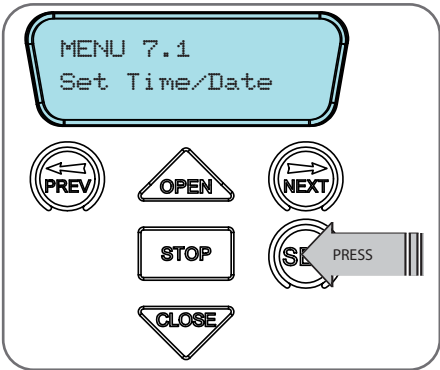 MENU 7.1
Set Time/Date
PREV
OPEN
NEXT
STOP
PRESS
CLOSE